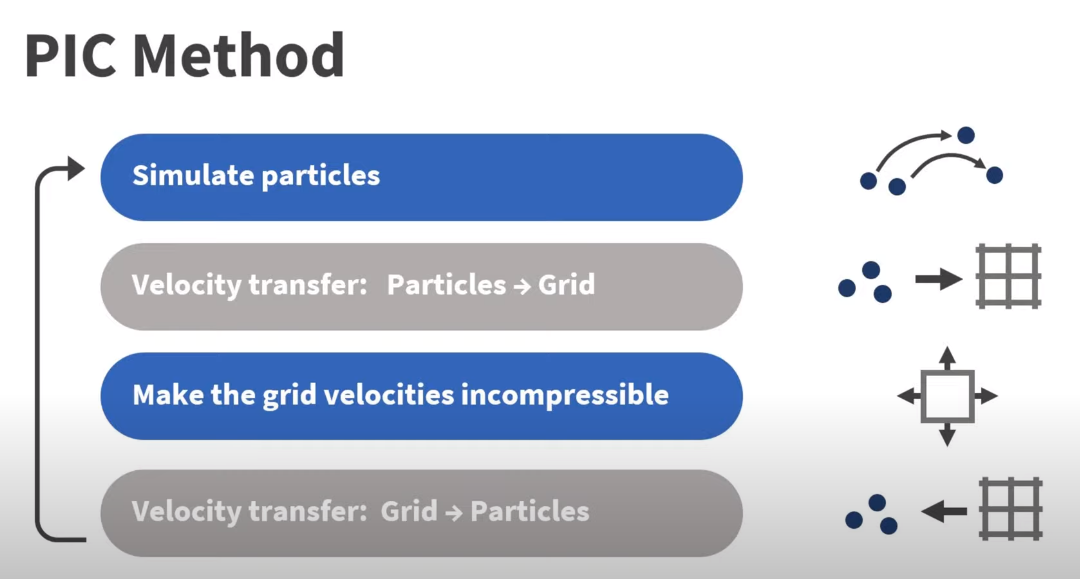 PIC Method
Simulate particles
Velocity transfer: Particles → Grid
Make the grid velocities incompressible
Velocity transfer: Grid → Particles